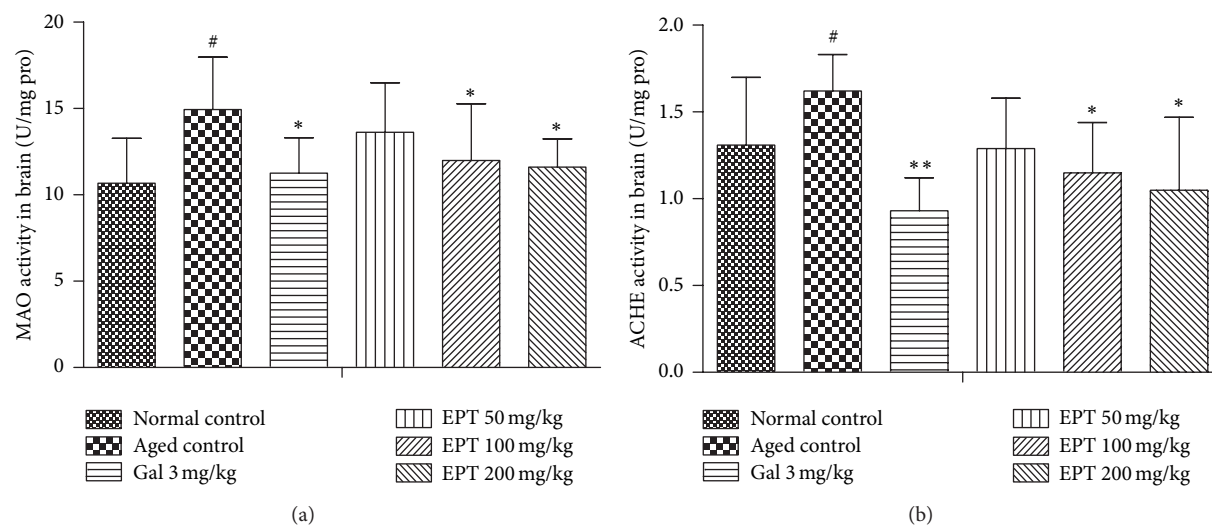 MAO activity in brain (U/mg pro)
20
15
10
5
0
#
*
*
*
Normal control
Aged control
Gal 3 mg/kg
EPT 50 mg/kg
EPT 100 mg/kg
EPT 200 mg/kg
(a)
ACHE activity in brain (U/mg pro)
2.0
1.5
1.0
0.5
0.0
#
**
*
*
Normal control
Aged control
Gal 3 mg/kg
EPT 50 mg/kg
EPT 100 mg/kg
EPT 200 mg/kg
(b)